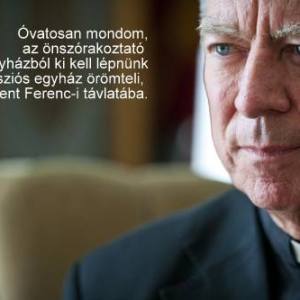 Óvatosan mondom,
az önszórakoztató
yházból ki kell lépnünk
sziós egyház örömteli,
ent Ferenc-i távlatába.